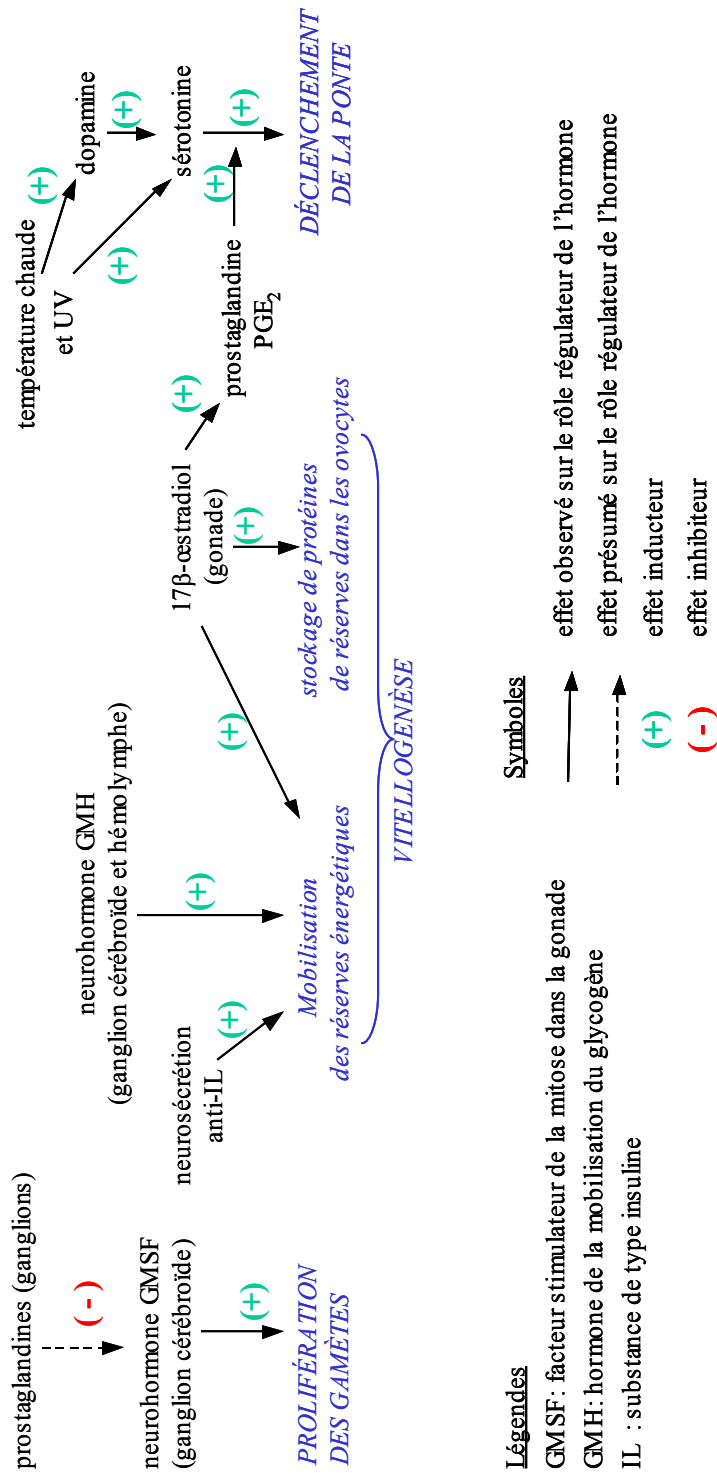 prostaglandines (ganglions)
(-)
neurohormone GMSF
(ganglion cérébroïde)
(+)
PROLIFÉRATION
DES GAMÈTES
neurohormone GMH
(ganglion cérébroïde et hémolymphe)
(+)
neurosécrétion
anti-IL
(+)
Mobilisation
des réserves énergétiques
17β-œstradiol
(gonade)
(+)
(+)
(+)
stockage de protéines
de réserves dans les ovocytes
VITELLOGENÈSE
température chaude
et UV
(+)
dopamine
(+)
(+)
sérotonine
prostaglandine
PGE2
(+)
(+)
DÉCLENCHEMENT
DE LA PONTE
Légendes
GMSF: facteur stimulateur de la mitose dans la gonade
GMH: hormone de la mobilisation du glycogène
IL : substance de type insuline
Symboles
effet observé sur le rôle régulateur de l'hormone
effet présumé sur le rôle régulateur de l'hormone
(+) effet inducteur
(-) effet inhibiteur